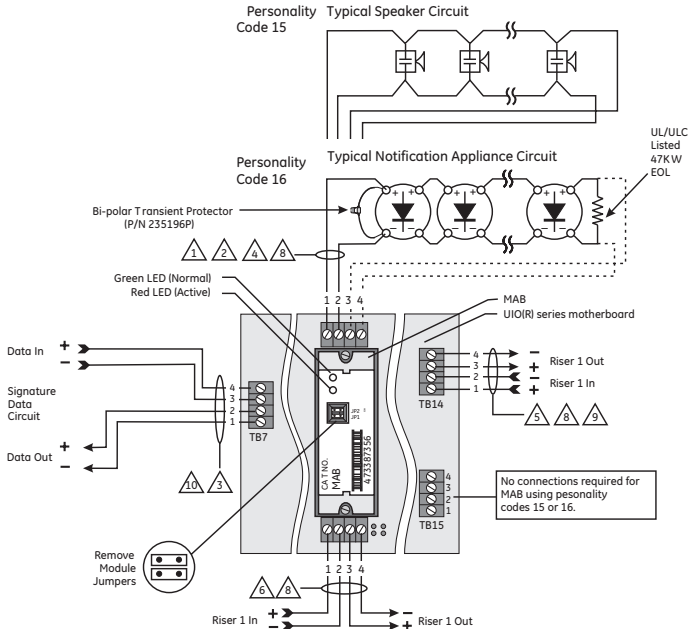 Personality Typical Speaker Circuit
Code 15
UL/ULC
Listed
47KW
EOL
Personality Typical Notification Appliance Circuit
Code 16
Bi-polar Transient Protector
(P/N 235196P)
1 2 4 8
Green LED (Normal)
Red LED (Active)
1 2 3 4
MAB
UIO(R) series motherboard
Data In + −
Signature
Data
Circuit
Data Out + −
4
3
2
1
TB7
10 3
JP2
JP1
CAT NO.
MAB
473387356
4 − Riser 1 Out
3 +
2 − Riser 1 In
1 +
TB14
5 8 9
4
3
2
1
TB15
No connections required for
MAB using pesonality
codes 15 or 16.
Remove
Module
Jumpers
1 2 3 4
6 8
Riser 1 In + −
− + Riser 1 Out